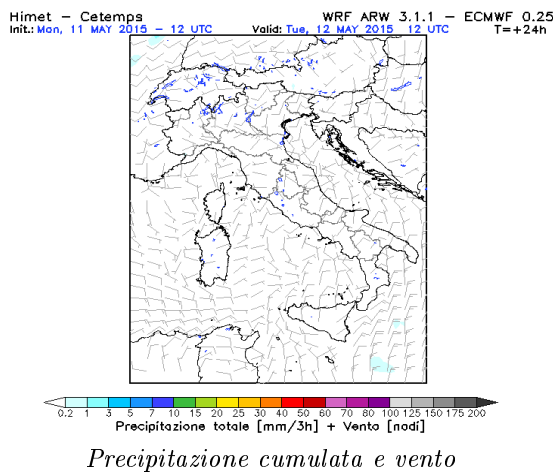 Himet – Cetemps WRF ARW 3.1.1 – ECMWF 0.25
Init.: Mon, 11 MAY 2015 – 12 UTC Valid: Tue, 12 MAY 2015 12 UTC T=+24h
0.2 1 3 5 7 10 15 20 25 30 40 50 60 70 80 100 125 150 175 200
Precipitazione totale [mm/3h] + Vento [nodi]
Precipitazione cumulata e vento